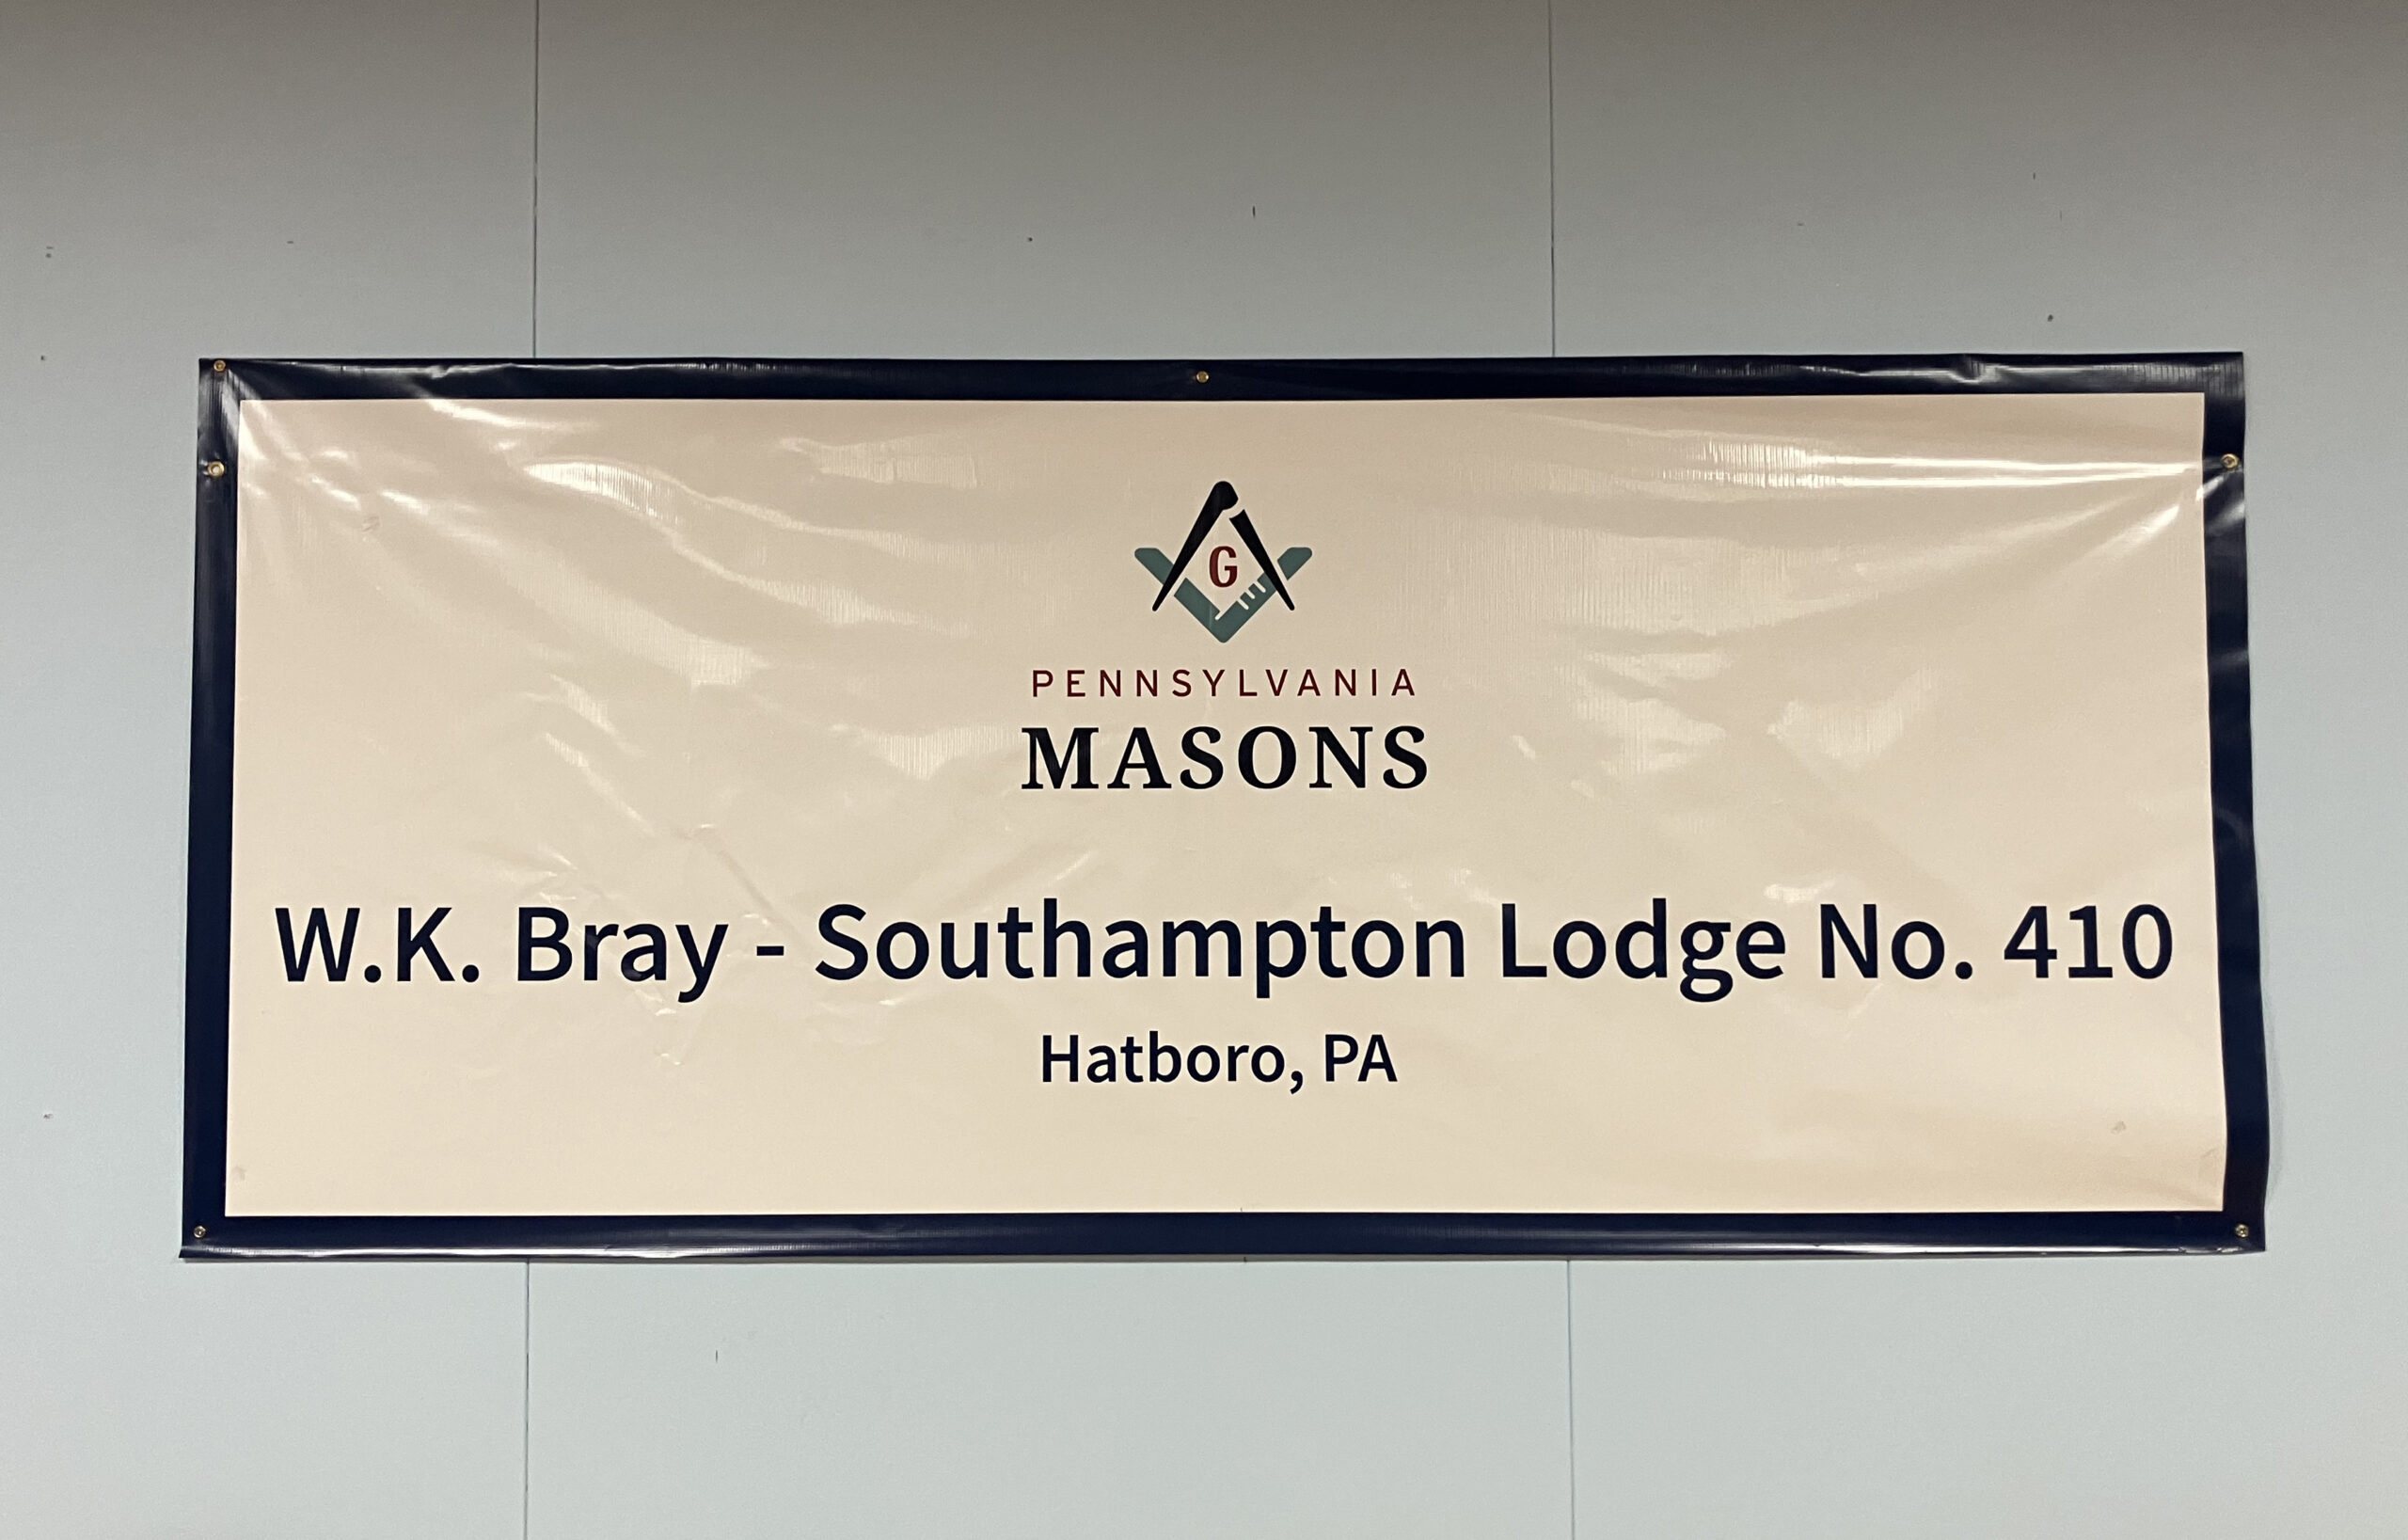 G
PENNSYLVANIA
MASONS
W.K. Bray - Southampton Lodge No. 410
Hatboro, PA